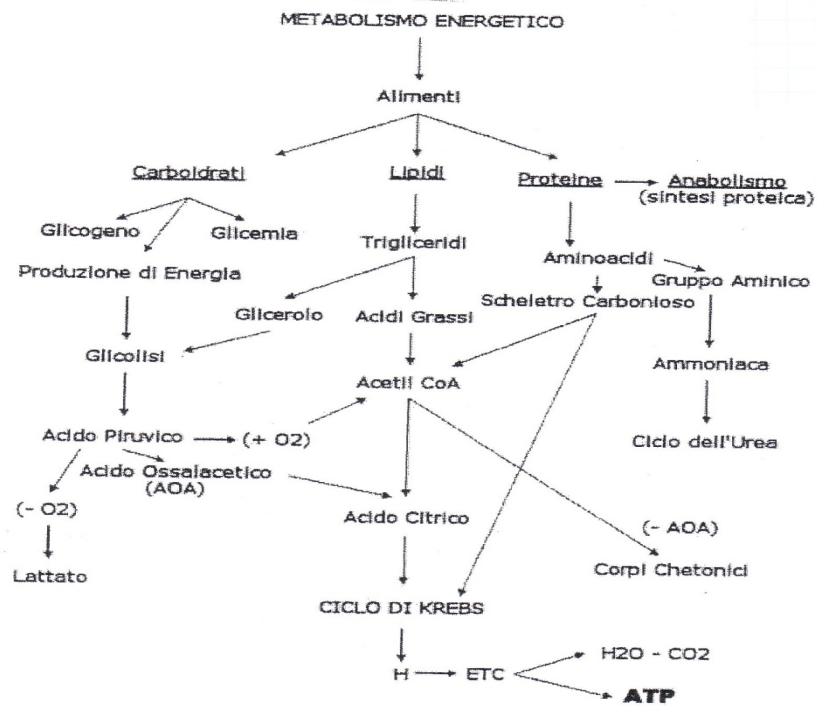 METABOLISMO ENERGETICO
Alimenti
Carboidrati
Lipidi
Proteine
Anabolismo
(sintesi proteica)
Glicogeno
Glicemia
Trigliceridi
Aminoacidi
Produzione di Energia
Gruppo Aminico
Scheletro Carbonioso
Glicerolo
Acidi Grassi
Glicolisi
Ammoniaca
Acetil CoA
Acido Piruvico
(+ O2)
Ciclo dell'Urea
Acido Ossalacetico
(AOA)
(- O2)
Acido Citrico
(- AOA)
Lattato
Corpi Chetonici
CICLO DI KREBS
H2O - CO2
H
ETC
ATP